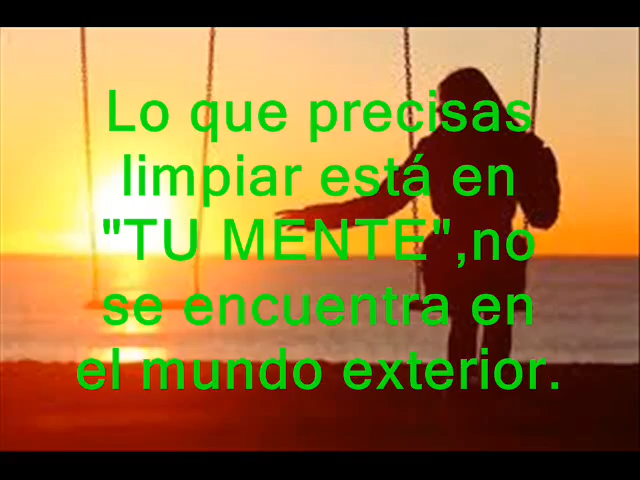 Lo que precisas
limpiar está en
"TU MENTE",no
se encuentra en
el mundo exterior.